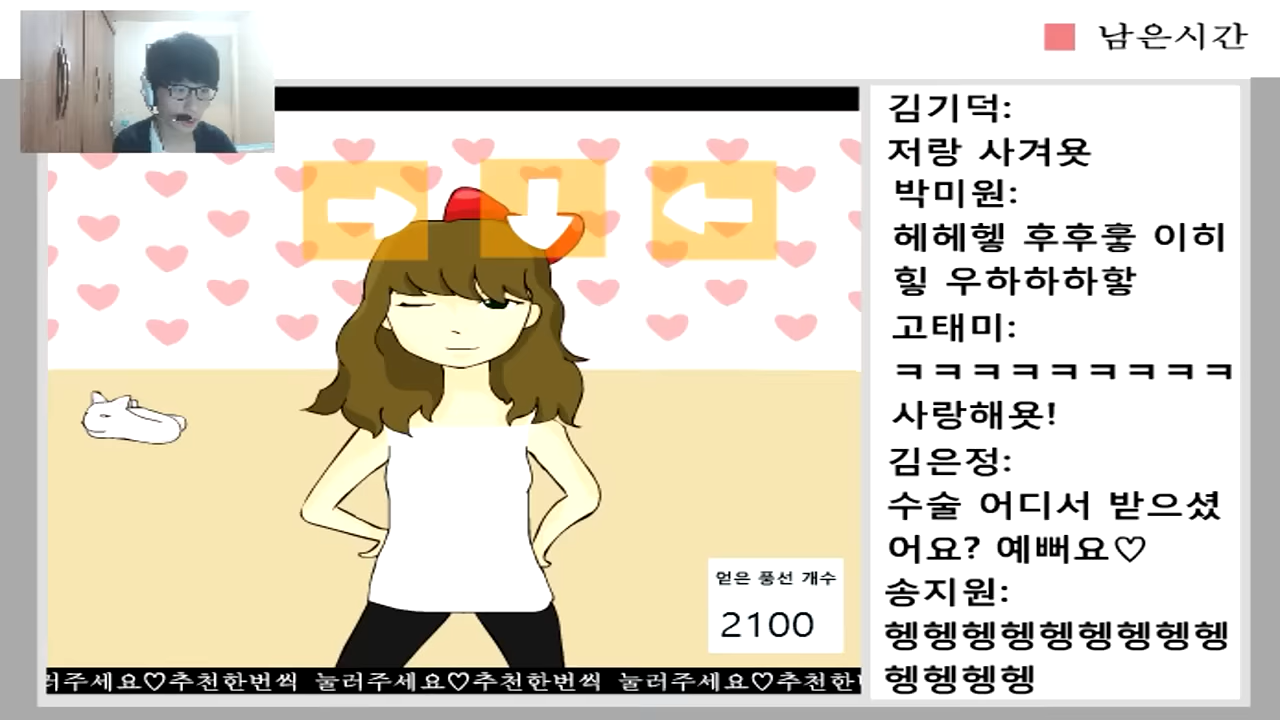 남은시간
김기덕:
저랑 사겨욧
박미원:
헤헤헿 후후훟 이히
힣 우하하하핳
고태미:
ㅋㅋㅋㅋㅋㅋㅋㅋㅋ
사랑해욧!
김은정:
수술 어디서 받으셨
어요? 예뻐요♡
송지원:
헹헹헹헹헹헹헹헹헹
헹헹헹헹
얻은 풍선 개수
2100
러주세요♡추천한번씩 눌러주세요♡추천한번씩 눌러주세요♡추천한